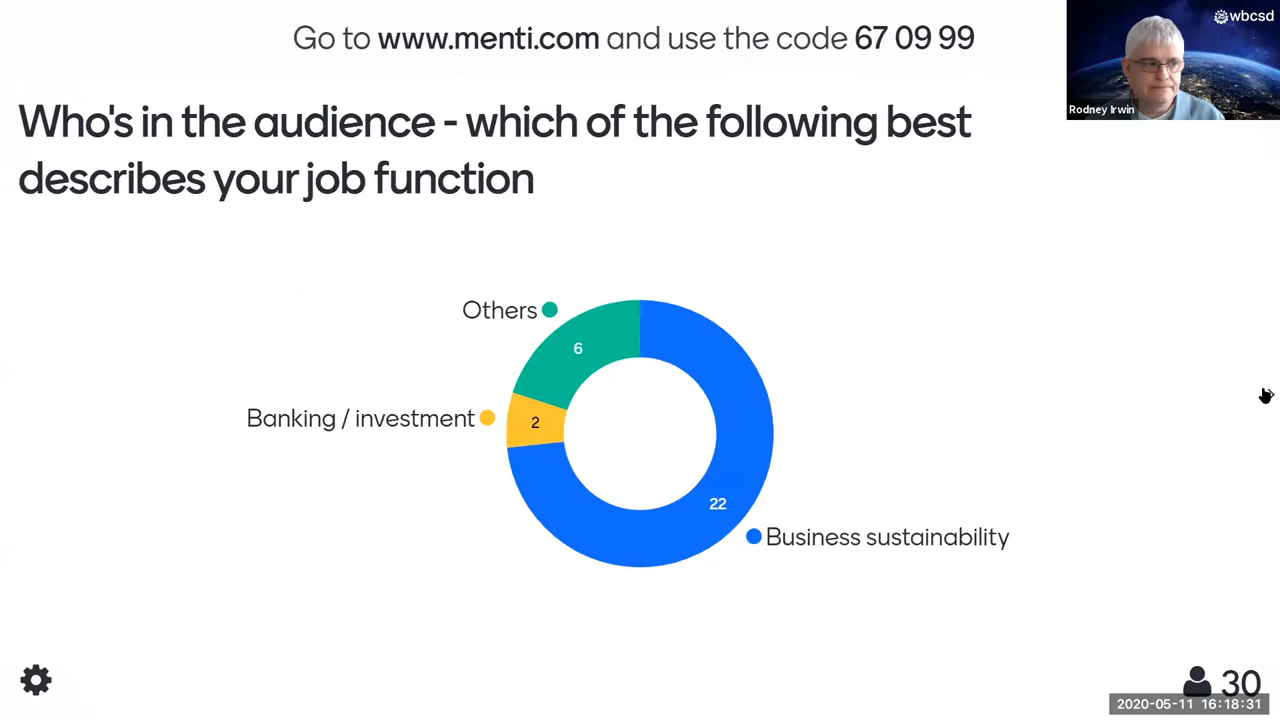 Go to www.menti.com and use the code 67 09 99
wbcsd
Rodney Irwin
Who's in the audience - which of the following best
describes your job function
Others
6
Banking / investment
2
22
Business sustainability
30
2020-05-11 16:18:31